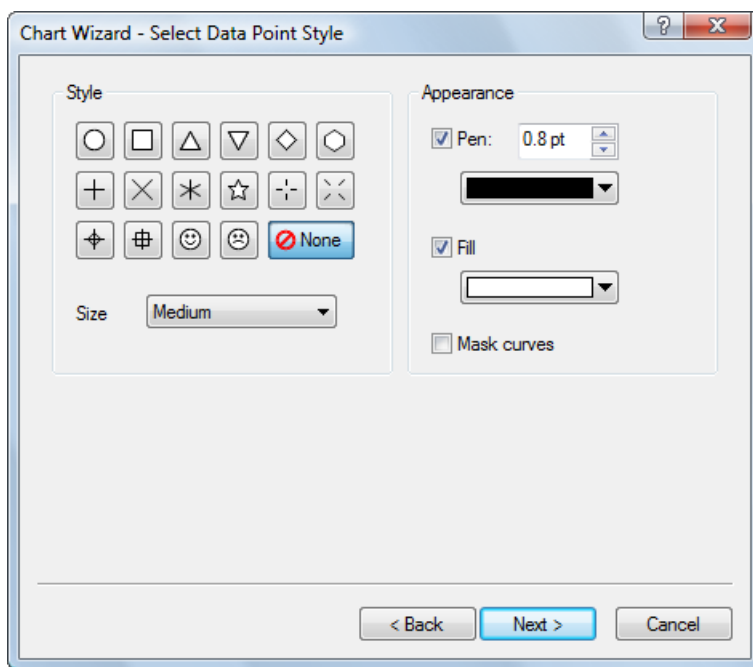 Chart Wizard - Select Data Point Style
Style
None
Size
Medium
Appearance
Pen:
0.8 pt
Fill
Mask curves
< Back
Next >
Cancel